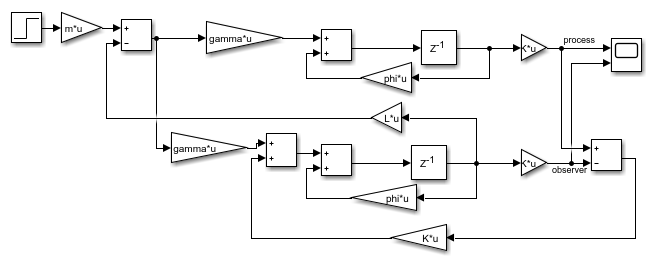 m*u
+
−
gamma*u
+
+
Z-1
K*u
process
phi*u
L*u
gamma*u
+
+
+
+
Z-1
K*u
+
−
observer
phi*u
K*u